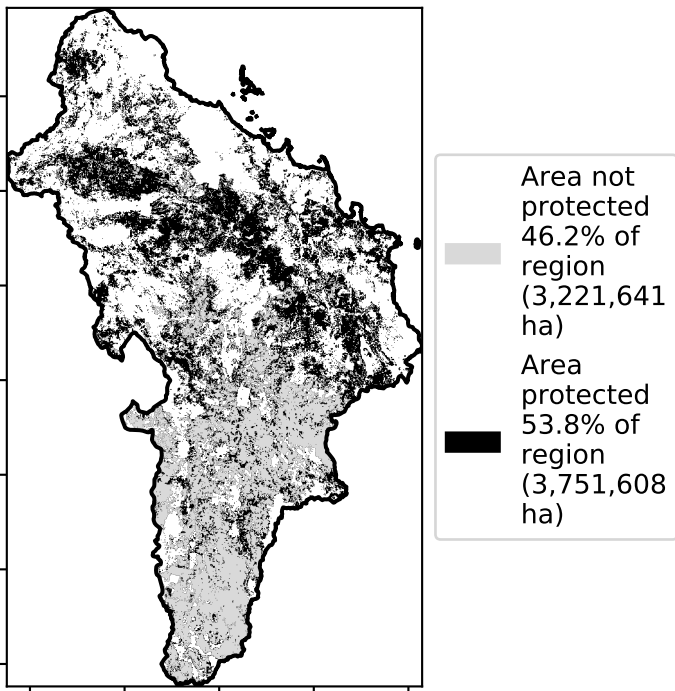 Area not
protected
46.2% of
region
(3,221,641
ha)
Area
protected
53.8% of
region
(3,751,608
ha)